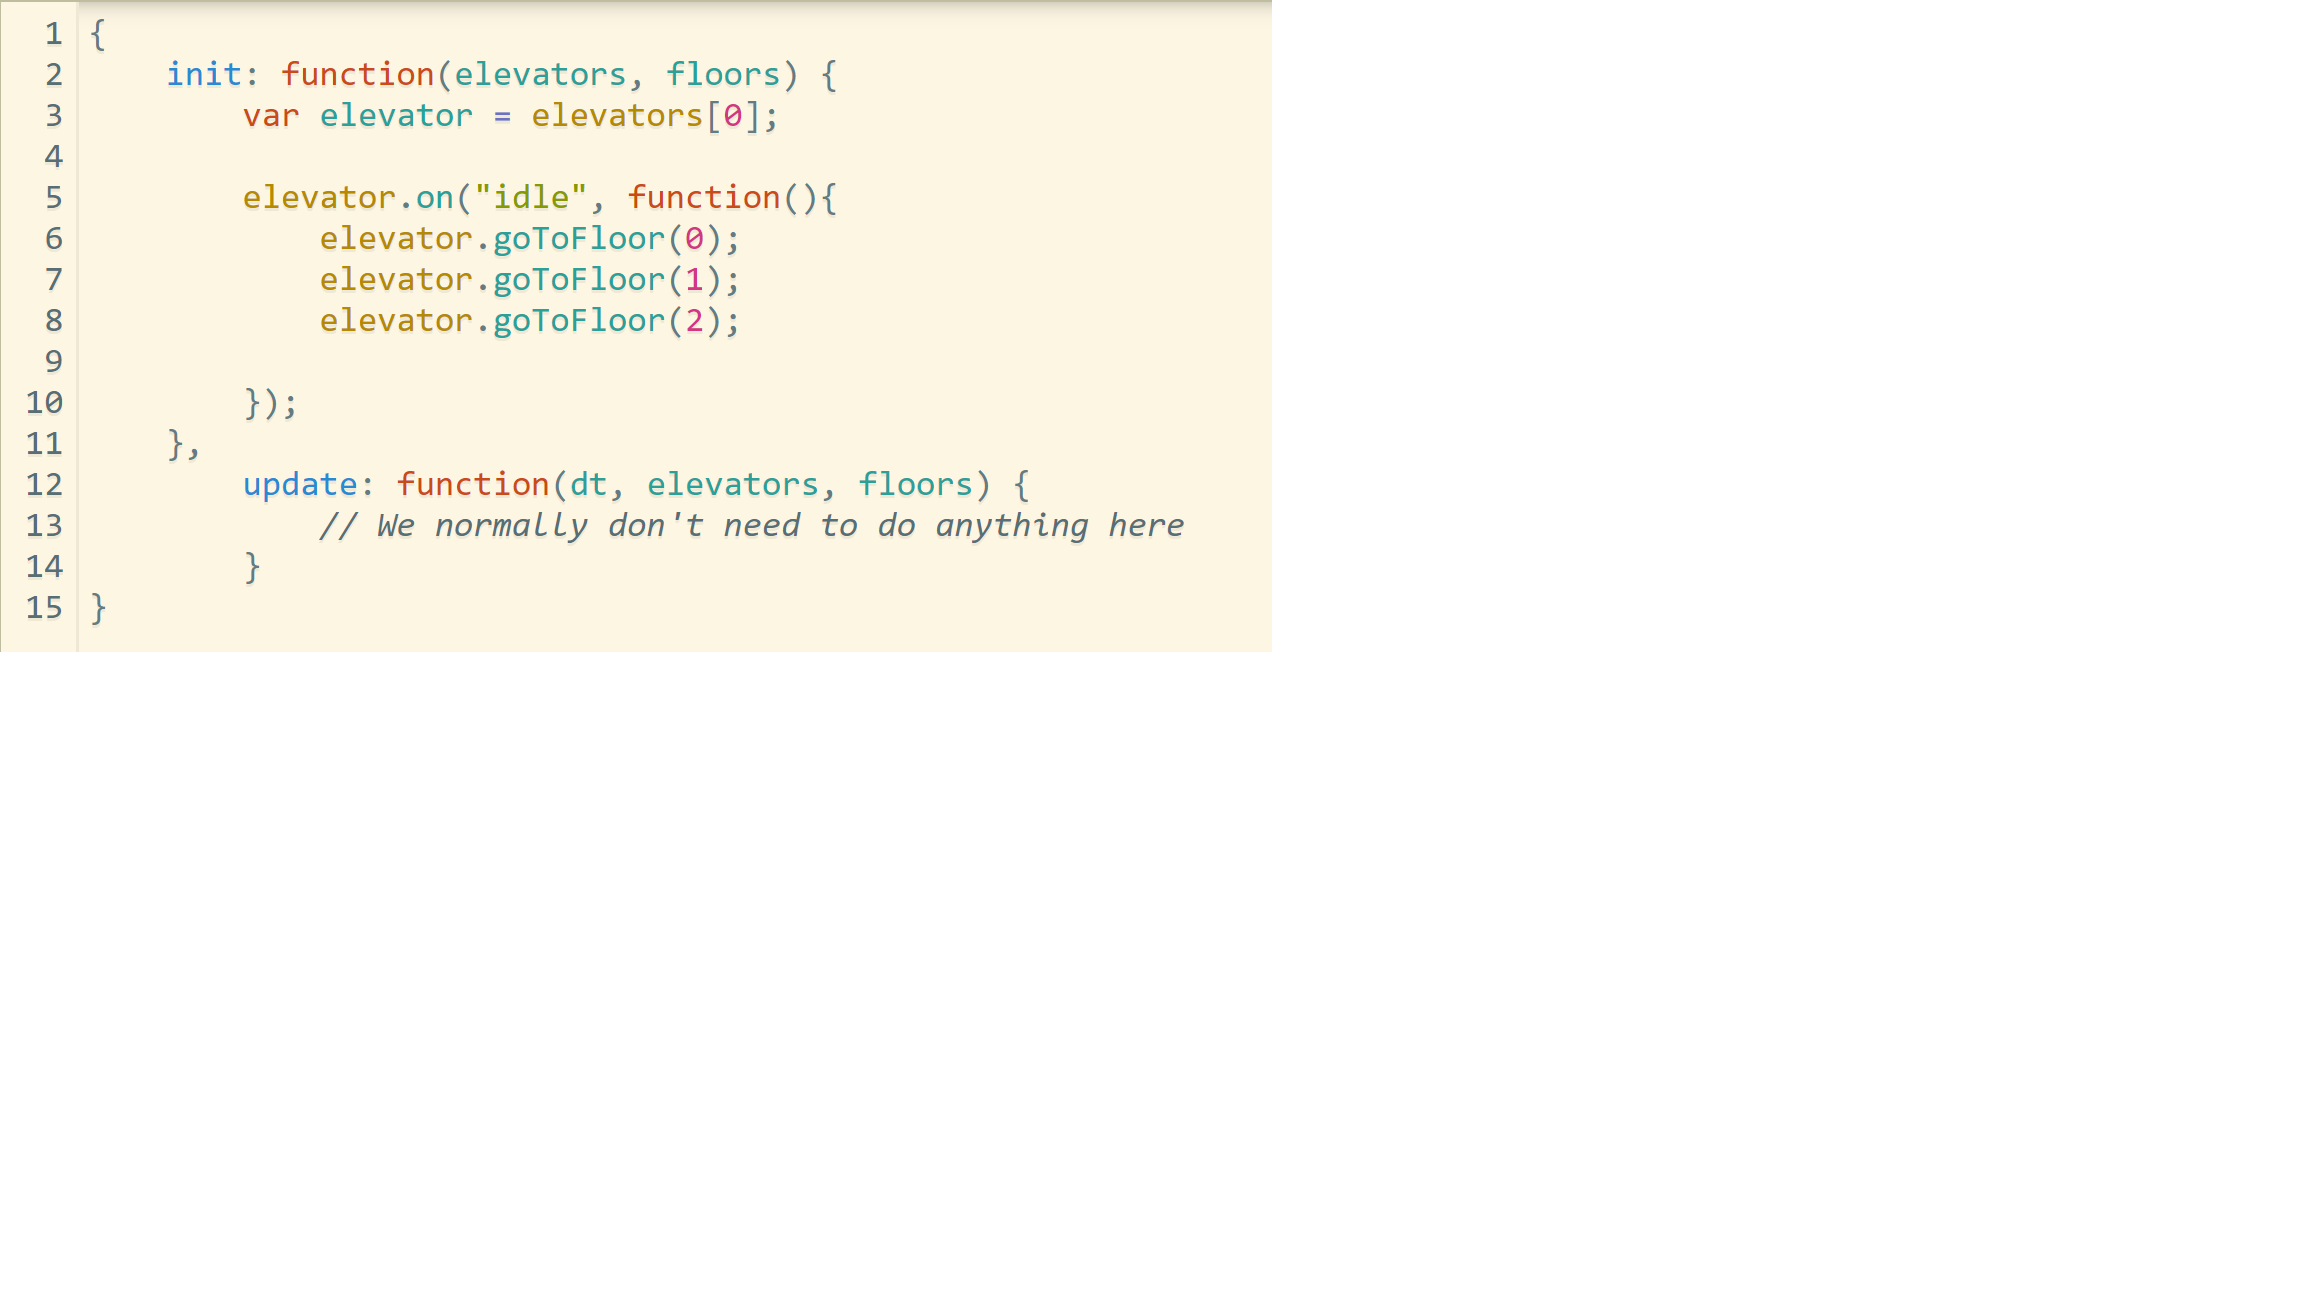 1 {
2     init: function(elevators, floors) {
3         var elevator = elevators[0];
4
5         elevator.on("idle", function(){
6             elevator.goToFloor(0);
7             elevator.goToFloor(1);
8             elevator.goToFloor(2);
9
10         });
11     },
12         update: function(dt, elevators, floors) {
13             // We normally don't need to do anything here
14         }
15 }